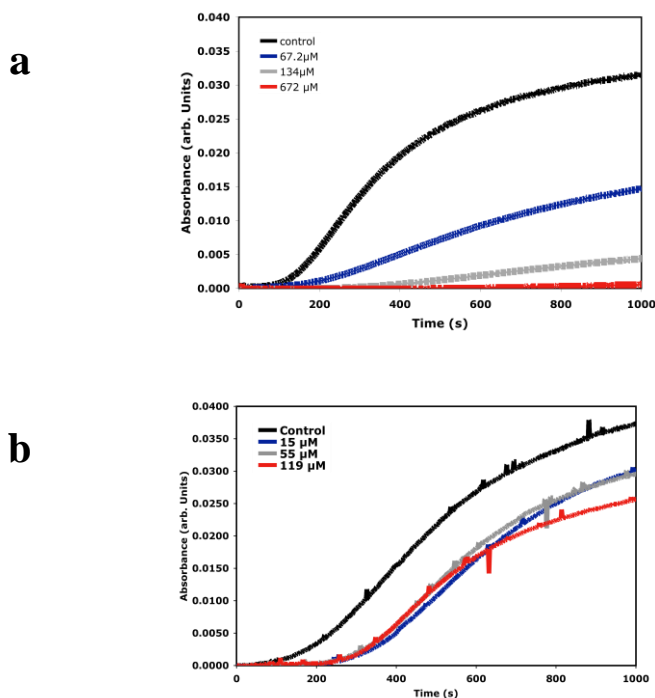 a
0.040
0.035
0.030
0.025
0.020
0.015
0.010
0.005
0.000
Absorbance (arb. Units)
control
67.2µM
134µM
672 µM
0 200 400 600 800 1000
Time (s)
b
0.0400
0.0350
0.0300
0.0250
0.0200
0.0150
0.0100
0.0050
0.0000
Absorbance (arb. Units)
Control
15 µM
55 µM
119 µM
0 200 400 600 800 1000
Time (s)